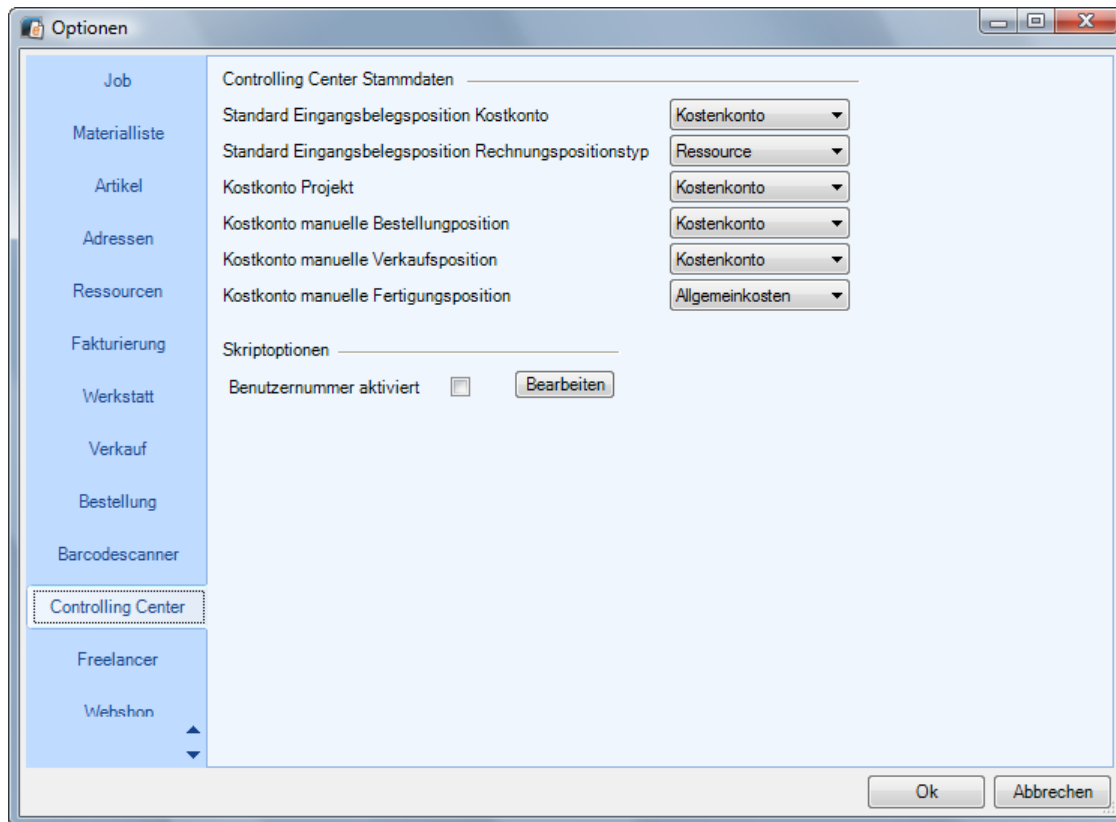 Optionen
Job
Materialliste
Artikel
Adressen
Ressourcen
Fakturierung
Werkstatt
Verkauf
Bestellung
Barcodescanner
Controlling Center
Freelancer
Webshop
Controlling Center Stammdaten
Standard Eingangsbelegsposition Kostkonto Kostenkonto
Standard Eingangsbelegsposition Rechnungspositionstyp Ressource
Kostkonto Projekt Kostenkonto
Kostkonto manuelle Bestellungposition Kostenkonto
Kostkonto manuelle Verkaufsposition Kostenkonto
Kostkonto manuelle Fertigungsposition Allgemeinkosten
Skriptoptionen
Benutzernummer aktiviert Bearbeiten
Ok Abbrechen